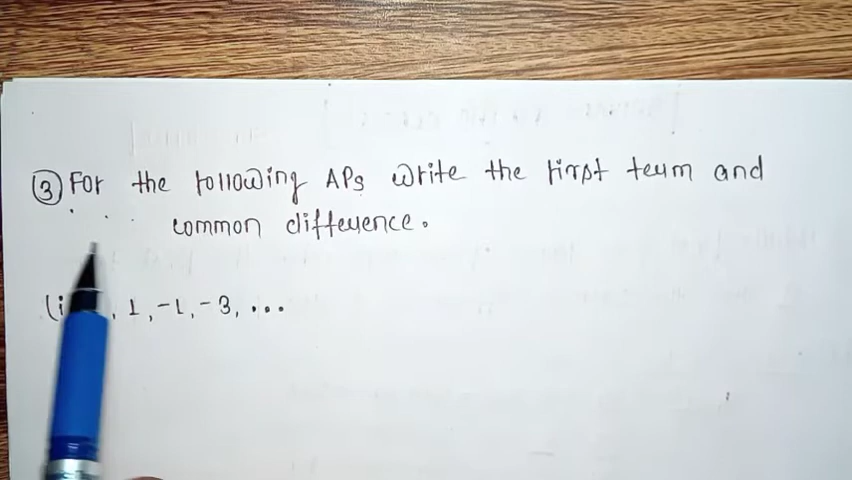 ③ For the following APs write the first term and
common difference.
(i , 1, -1, -3, ...